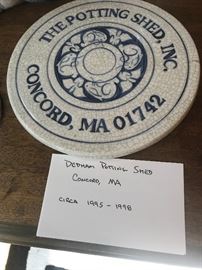 THE POTTING SHED, INC.
CONCORD, MA 01742
DEDHAM POTTING SHED
CONCORD, MA
CIRCA 1995-1998